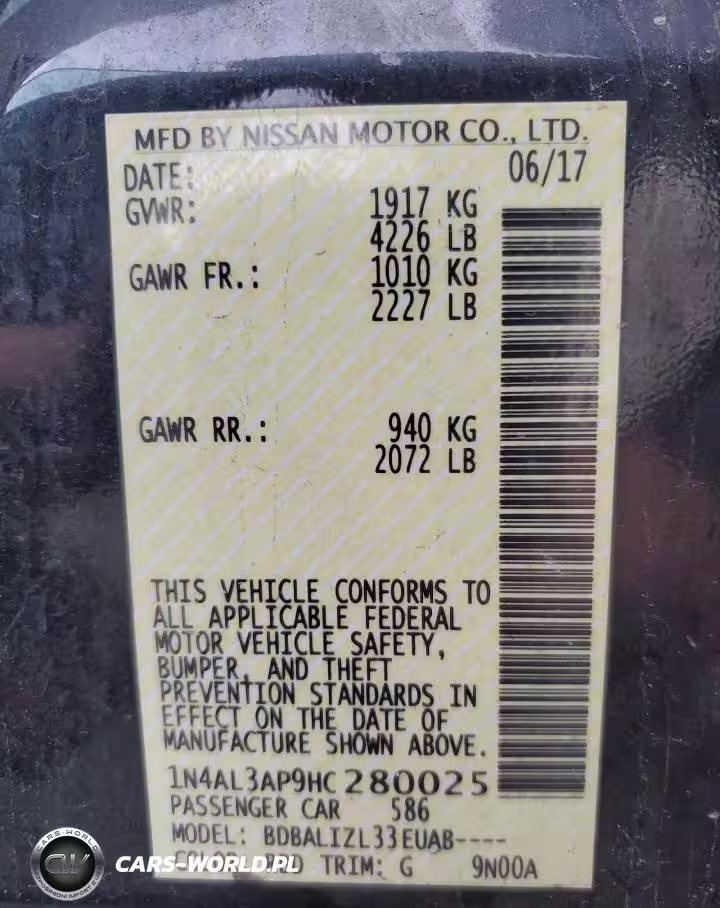 MFD BY NISSAN MOTOR CO., LTD.
DATE: 06/17
GVWR: 1917 KG
4226 LB
GAWR FR.: 1010 KG
2227 LB
GAWR RR.: 940 KG
2072 LB
THIS VEHICLE CONFORMS TO
ALL APPLICABLE FEDERAL
MOTOR VEHICLE SAFETY,
BUMPER, AND THEFT
PREVENTION STANDARDS IN
EFFECT ON THE DATE OF
MANUFACTURE SHOWN ABOVE.
1N4AL3AP9HC280025
PASSENGER CAR 586
MODEL: BDBALIZL33EUAB----
TRIM: G 9N00A
CARS-WORLD
CW
CARS-WORLD.PL